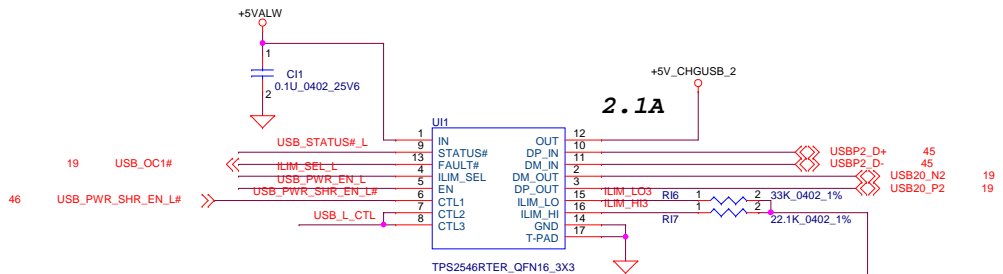 +5VALW
1
CI1
0.1U_0402_25V6
2
+5V_CHGUSB_2
2.1A
UI1
1 IN OUT 12
USB_STATUS#_L 9 STATUS# DP_IN 10 USBP2_D+ 45
19 USB_OC1# 13 FAULT# DM_IN 11 USBP2_D- 45
ILIM_SEL_L 4 ILIM_SEL DM_OUT 2 USB20_N2 19
USB_PWR_EN_L 5 EN DP_OUT 3 USB20_P2 19
46 USB_PWR_SHR_EN_L# USB_PWR_SHR_EN_L# 6 CTL1 ILIM_LO 15 ILIM_LO3 RI6 1 2 33K_0402_1%
7 CTL2 ILIM_HI 16 ILIM_HI3 RI7 1 2 22.1K_0402_1%
USB_L_CTL 8 CTL3 GND 14
T-PAD 17
TPS2546RTER_QFN16_3X3